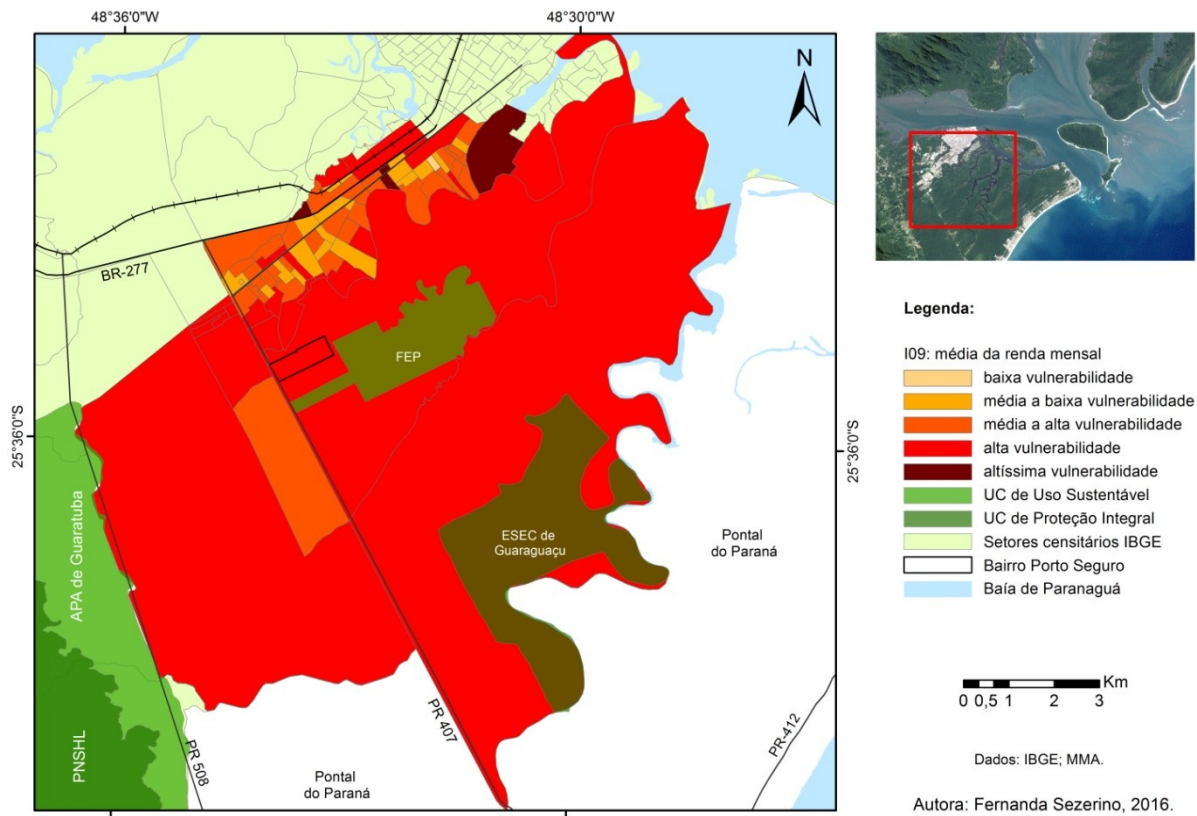 48°36'0"W
48°30'0"W
N
BR-277
FEP
25°36'0"S
25°36'0"S
APA de Guaratuba
ESEC de
Guaraguaçu
Pontal
do Paraná
PNSHL
PR 508
PR 407
PR-412
Pontal
do Paraná
Legenda:
I09: média da renda mensal
baixa vulnerabilidade
média a baixa vulnerabilidade
média a alta vulnerabilidade
alta vulnerabilidade
altíssima vulnerabilidade
UC de Uso Sustentável
UC de Proteção Integral
Setores censitários IBGE
Bairro Porto Seguro
Baía de Paranaguá
Km
0 0,5 1 2 3
Dados: IBGE; MMA.
Autora: Fernanda Sezerino, 2016.